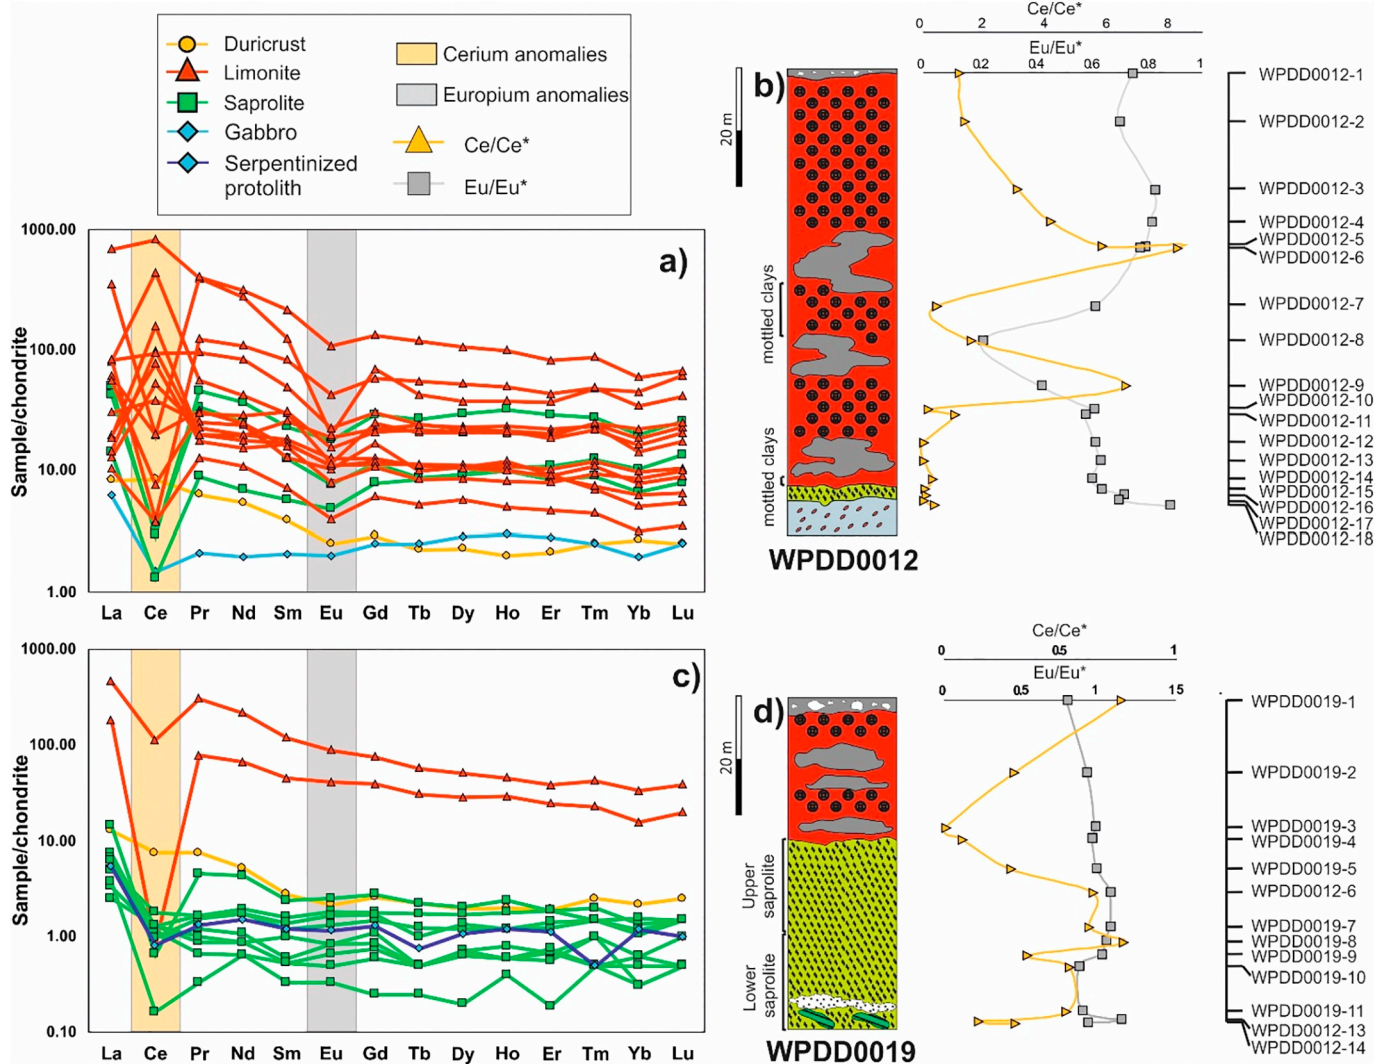 Duricrust
Limonite
Saprolite
Gabbro
Serpentinized
protolith
Cerium anomalies
Europium anomalies
Ce/Ce*
Eu/Eu*
a)
Sample/chondrite
1000.00
100.00
10.00
1.00
La Ce Pr Nd Sm Eu Gd Tb Dy Ho Er Tm Yb Lu
b)
20 m
mottled clays
mottled clays
WPDD0012
Ce/Ce*
0 2 4 6 8
Eu/Eu*
0 0.2 0.4 0.6 0.8 1
WPDD0012-1
WPDD0012-2
WPDD0012-3
WPDD0012-4
WPDD0012-5
WPDD0012-6
WPDD0012-7
WPDD0012-8
WPDD0012-9
WPDD0012-10
WPDD0012-11
WPDD0012-12
WPDD0012-13
WPDD0012-14
WPDD0012-15
WPDD0012-16
WPDD0012-17
WPDD0012-18
c)
Sample/chondrite
1000.00
100.00
10.00
1.00
0.10
La Ce Pr Nd Sm Eu Gd Tb Dy Ho Er Tm Yb Lu
d)
20 m
Upper
saprolite
Lower
saprolite
WPDD0019
Ce/Ce*
0 0.5 1
Eu/Eu*
0 0.5 1 15
WPDD0019-1
WPDD0019-2
WPDD0019-3
WPDD0019-4
WPDD0019-5
WPDD0012-6
WPDD0019-7
WPDD0019-8
WPDD0019-9
WPDD0019-10
WPDD0019-11
WPDD0012-13
WPDD0012-14